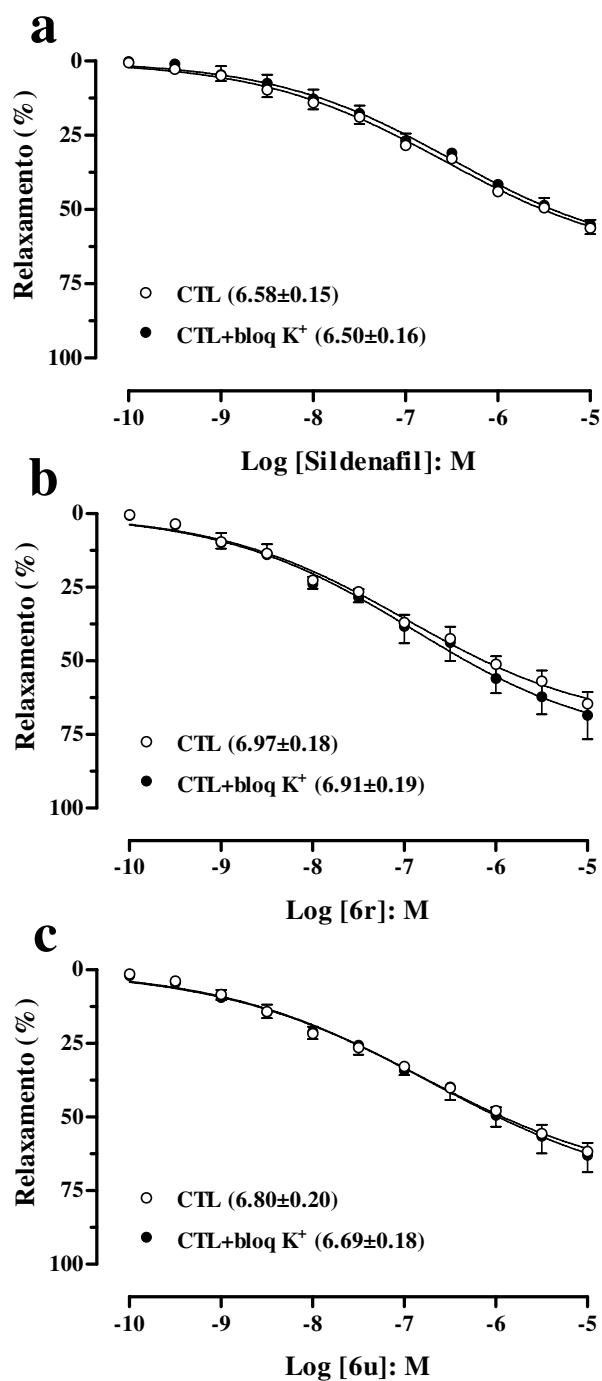 a
Relaxamento (%)
0
25
50
75
100
CTL (6.58±0.15)
CTL+bloq K⁺ (6.50±0.16)
-10 -9 -8 -7 -6 -5
Log [Sildenafil]: M
b
Relaxamento (%)
0
25
50
75
100
CTL (6.97±0.18)
CTL+bloq K⁺ (6.91±0.19)
-10 -9 -8 -7 -6 -5
Log [6r]: M
c
Relaxamento (%)
0
25
50
75
100
CTL (6.80±0.20)
CTL+bloq K⁺ (6.69±0.18)
-10 -9 -8 -7 -6 -5
Log [6u]: M